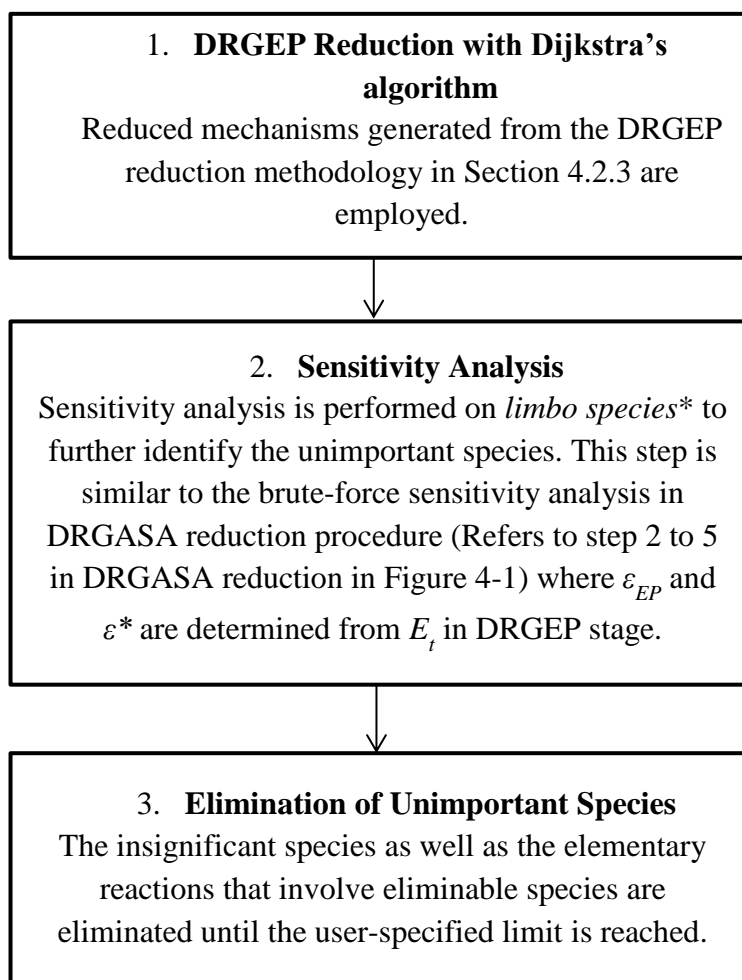 1. DRGEP Reduction with Dijkstra’s
algorithm
Reduced mechanisms generated from the DRGEP
reduction methodology in Section 4.2.3 are
employed.
2. Sensitivity Analysis
Sensitivity analysis is performed on limbo species* to
further identify the unimportant species. This step is
similar to the brute-force sensitivity analysis in
DRGASA reduction procedure (Refers to step 2 to 5
in DRGASA reduction in Figure 4-1) where ε_EP and
ε* are determined from E_t in DRGEP stage.
3. Elimination of Unimportant Species
The insignificant species as well as the elementary
reactions that involve eliminable species are
eliminated until the user-specified limit is reached.